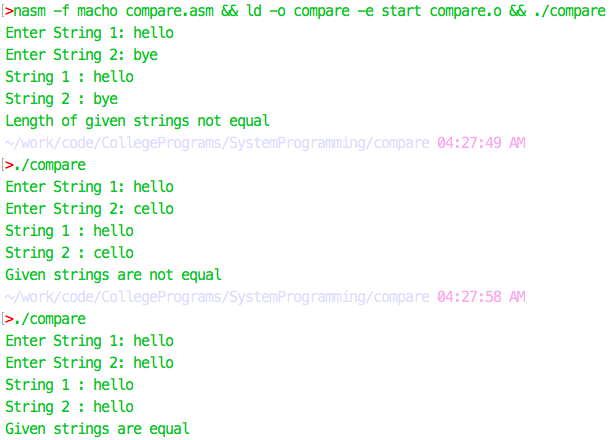 >nasm -f macho compare.asm && ld -o compare -e start compare.o && ./compare
Enter String 1: hello
Enter String 2: bye
String 1 : hello
String 2 : bye
Length of given strings not equal
~/work/code/CollegePrograms/SystemProgramming/compare 04:27:49 AM
>./compare
Enter String 1: hello
Enter String 2: cello
String 1 : hello
String 2 : cello
Given strings are not equal
~/work/code/CollegePrograms/SystemProgramming/compare 04:27:58 AM
>./compare
Enter String 1: hello
Enter String 2: hello
String 1 : hello
String 2 : hello
Given strings are equal